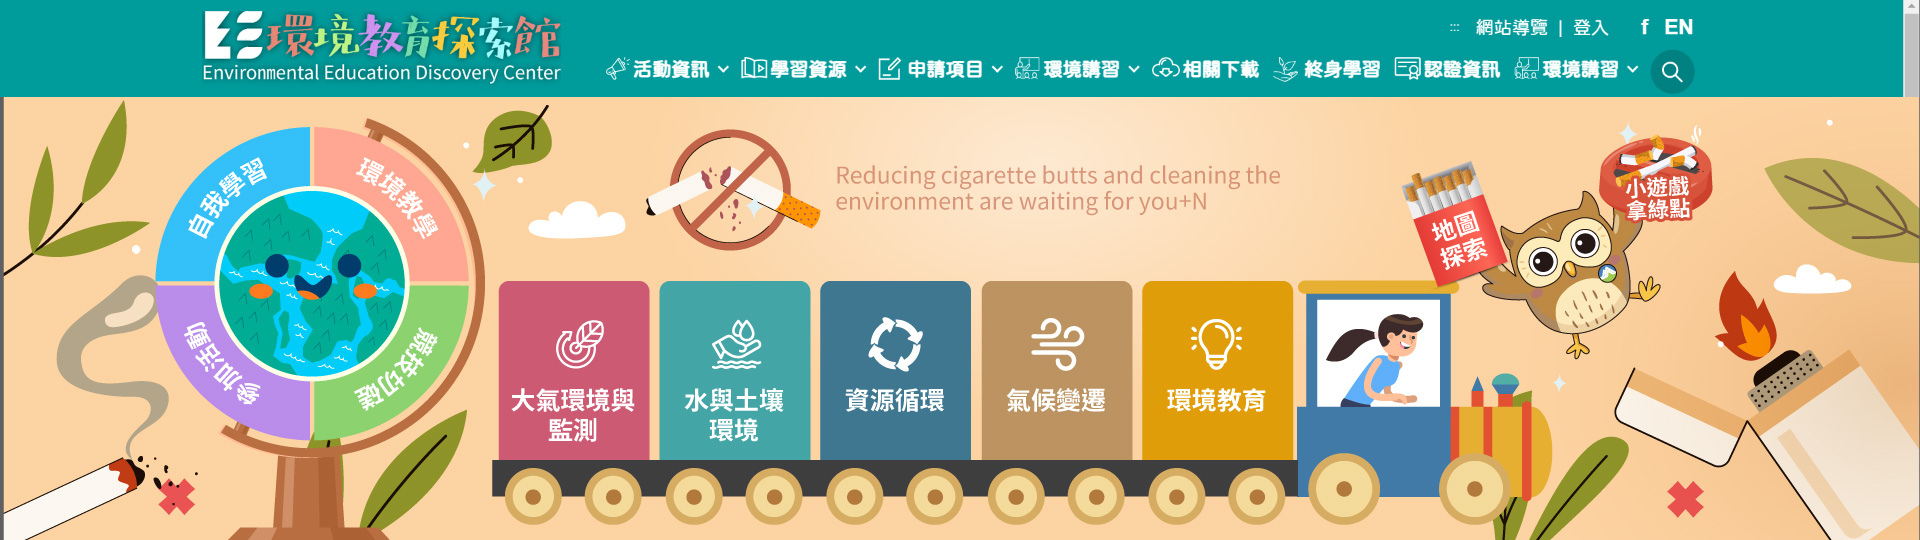 環境教育探索館
Environmental Education Discovery Center
網站導覽 | 登入 f EN
活動資訊 學習資源 申請項目 環境講習 相關下載 終身學習 認證資訊 環境講習
自我學習
環境教學
參加活動
競技切磋
Reducing cigarette butts and cleaning the
environment are waiting for you+N
地圖
探索
小遊戲
拿綠點
大氣環境與
監測
水與土壤
環境
資源循環
氣候變遷
環境教育